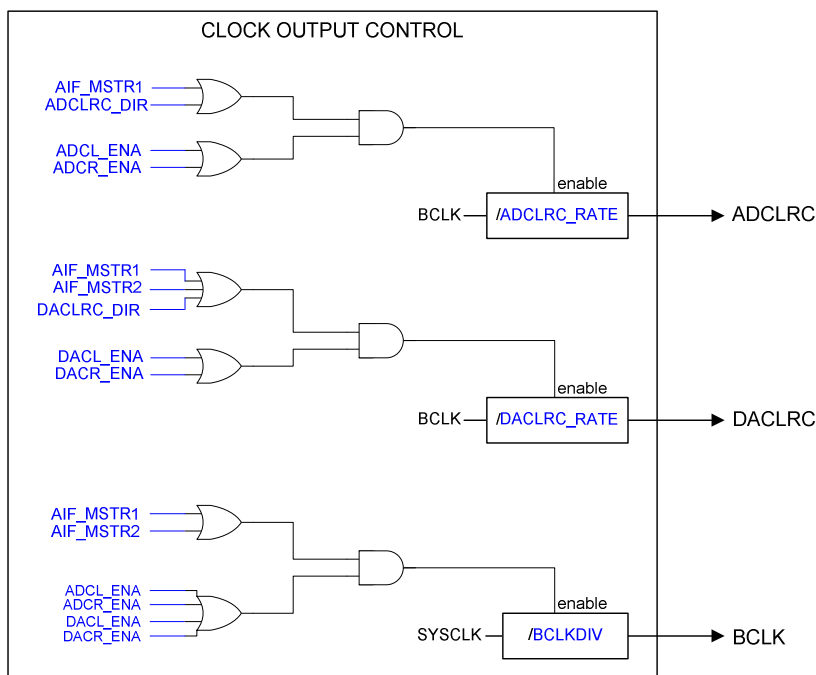 CLOCK OUTPUT CONTROL
AIF_MSTR1
ADCLRC_DIR
ADCL_ENA
ADCR_ENA
enable
BCLK
/ADCLRC_RATE
ADCLRC
AIF_MSTR1
AIF_MSTR2
DACLRC_DIR
DACL_ENA
DACR_ENA
enable
BCLK
/DACLRC_RATE
DACLRC
AIF_MSTR1
AIF_MSTR2
ADCL_ENA
ADCR_ENA
DACL_ENA
DACR_ENA
enable
SYSCLK
/BCLKDIV
BCLK